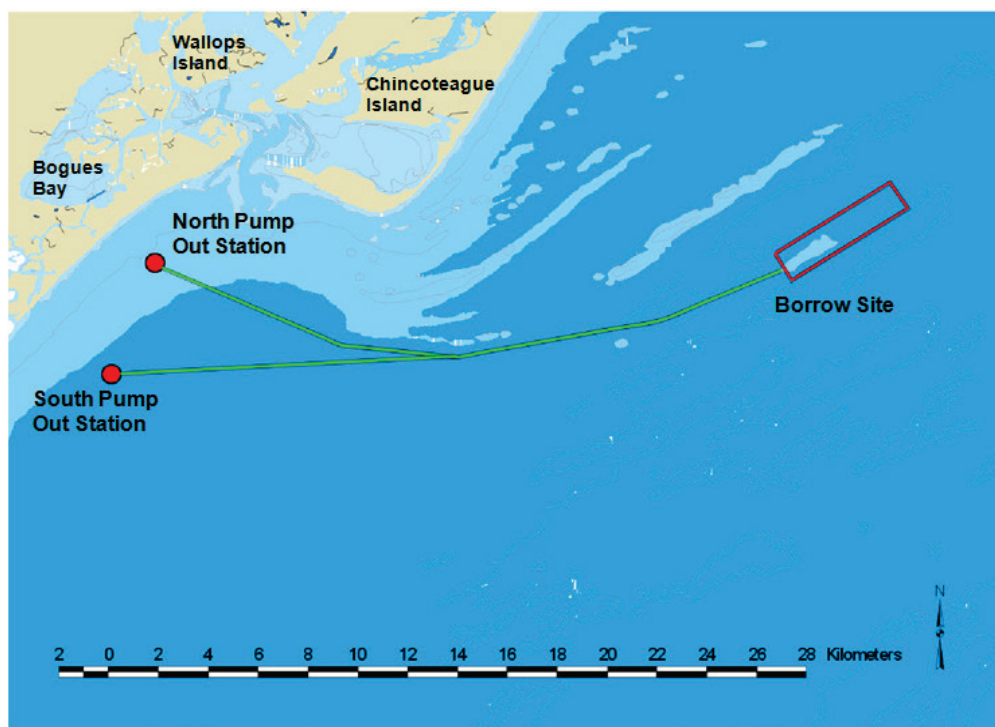 Wallops
Island
Chincoteague
Island
Bogues
Bay
North Pump
Out Station
Borrow Site
South Pump
Out Station
N
2 0 2 4 6 8 10 12 14 16 18 20 22 24 26 28 Kilometers